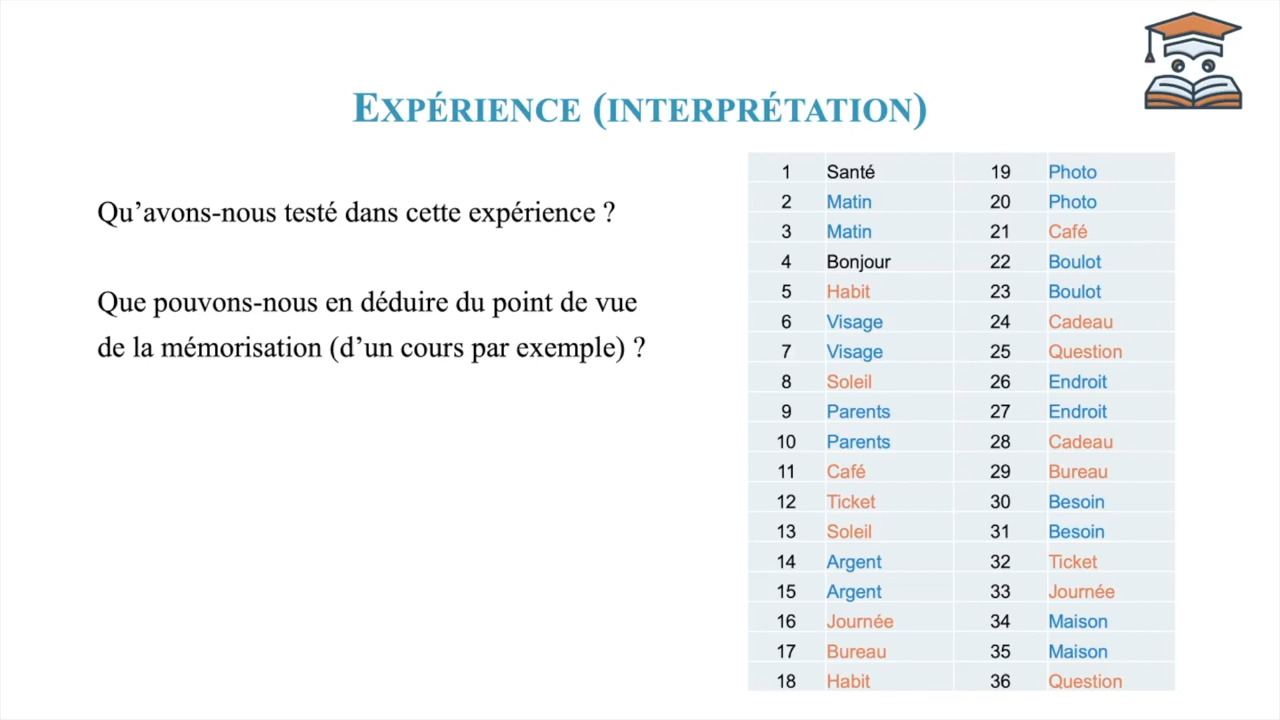 EXPÉRIENCE (INTERPRÉTATION)
Qu’avons-nous testé dans cette expérience ?
Que pouvons-nous en déduire du point de vue
de la mémorisation (d’un cours par exemple) ?
1 Santé 19 Photo
2 Matin 20 Photo
3 Matin 21 Café
4 Bonjour 22 Boulot
5 Habit 23 Boulot
6 Visage 24 Cadeau
7 Visage 25 Question
8 Soleil 26 Endroit
9 Parents 27 Endroit
10 Parents 28 Cadeau
11 Café 29 Bureau
12 Ticket 30 Besoin
13 Soleil 31 Besoin
14 Argent 32 Ticket
15 Argent 33 Journée
16 Journée 34 Maison
17 Bureau 35 Maison
18 Habit 36 Question